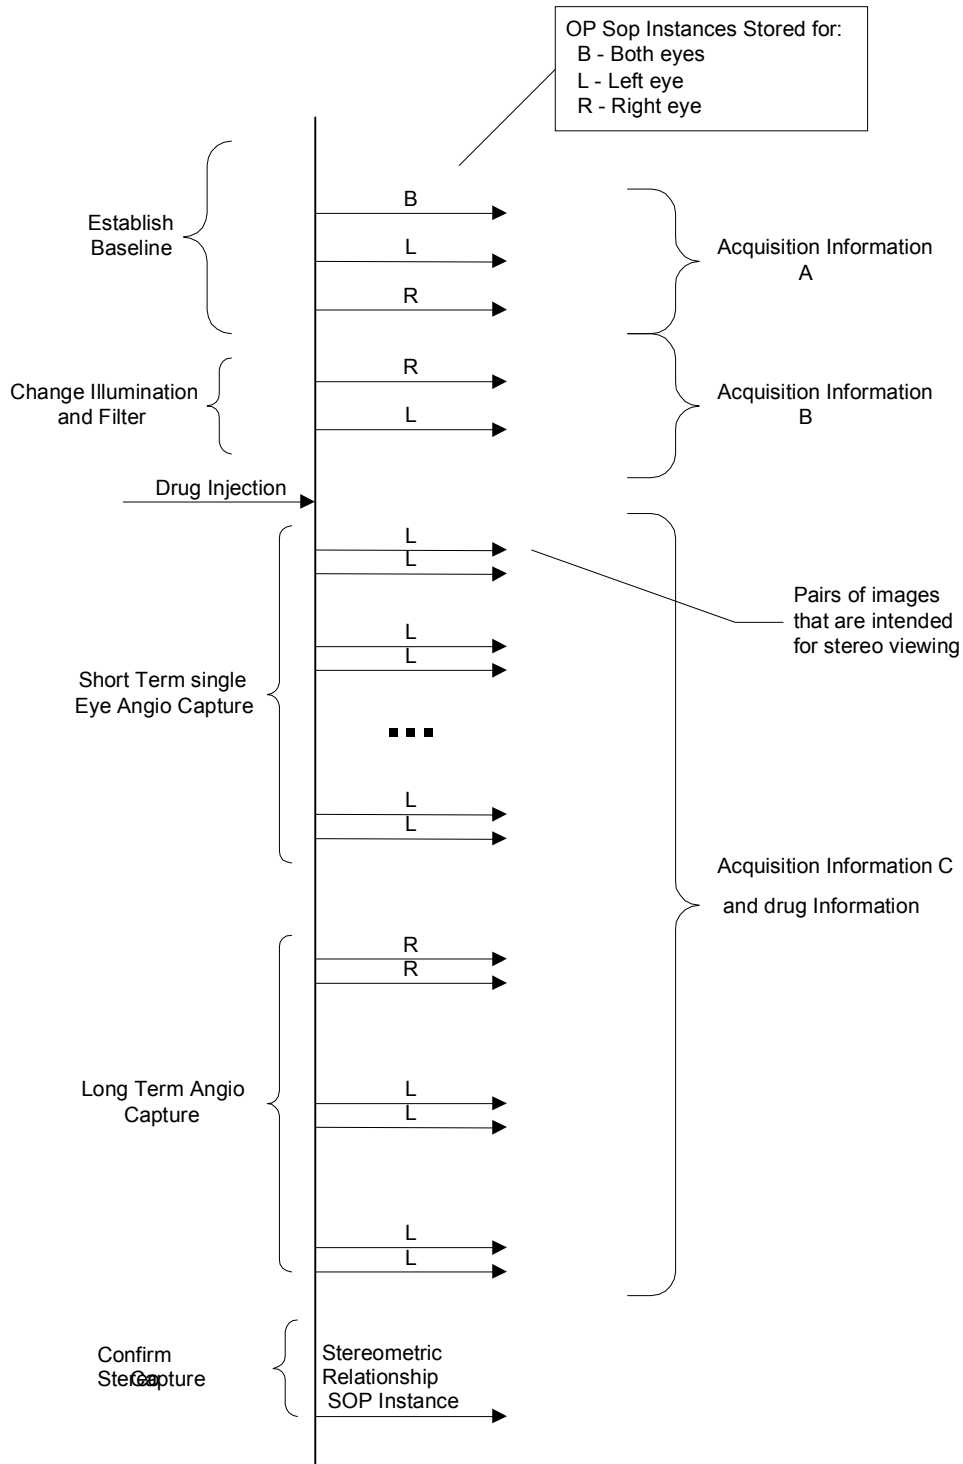 OP Sop Instances Stored for:
B - Both eyes
L - Left eye
R - Right eye
Establish
Baseline
B
L
R
Acquisition Information
A
Change Illumination
and Filter
R
L
Acquisition Information
B
Drug Injection
L
L
Pairs of images
that are intended
for stereo viewing
Short Term single
Eye Angio Capture
L
L
...
L
L
Acquisition Information C
and drug Information
R
R
Long Term Angio
Capture
L
L
L
L
Confirm
Stereo Capture
Stereometric
Relationship
SOP Instance